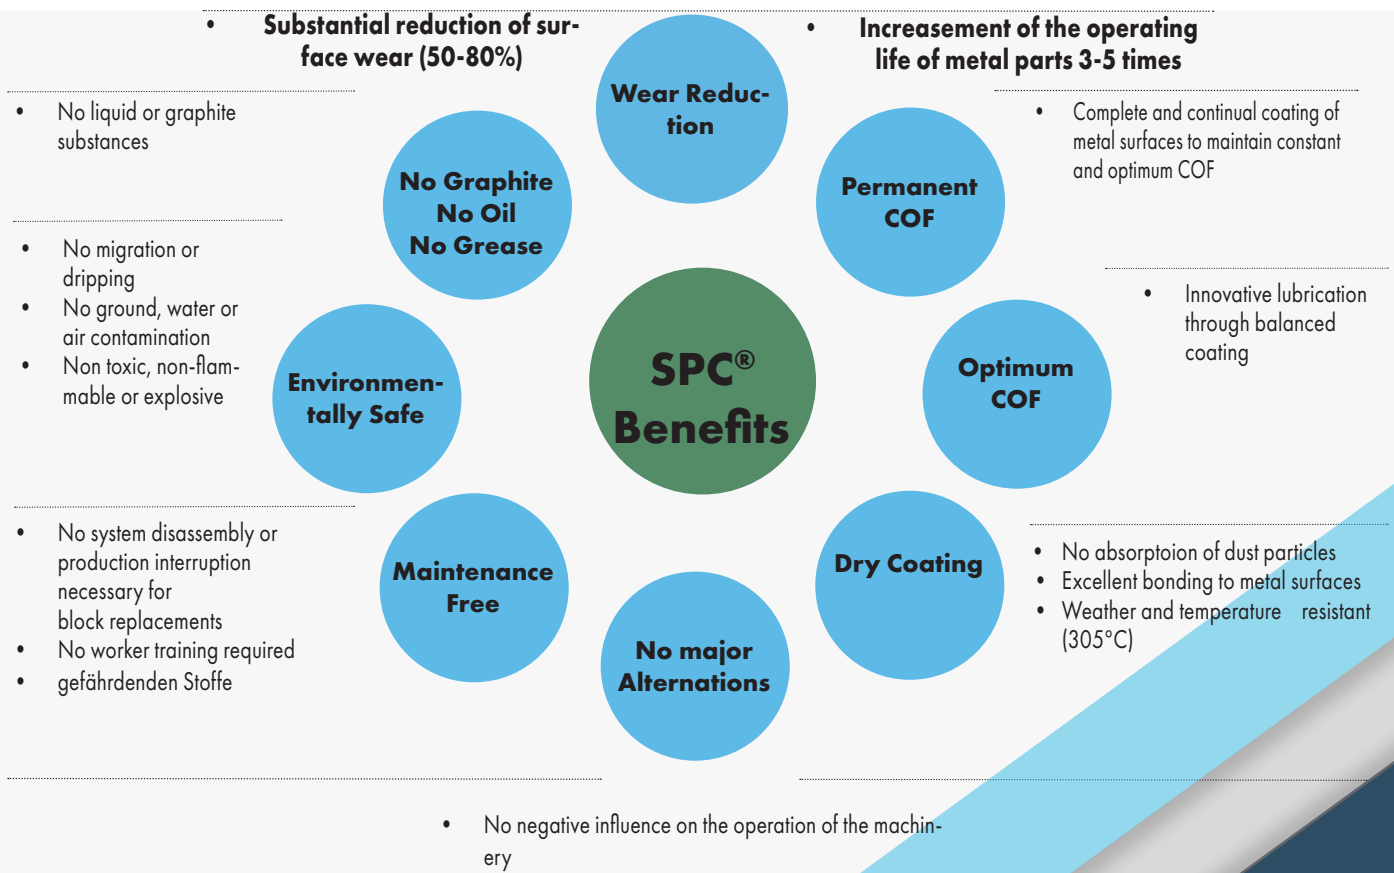 • Substantial reduction of sur-
face wear (50-80%)
• Increasement of the operating
life of metal parts 3-5 times
Wear Reduc-
tion
• No liquid or graphite
substances
No Graphite
No Oil
No Grease
Permanent
COF
• Complete and continual coating of
metal surfaces to maintain constant
and optimum COF
• No migration or
dripping
• No ground, water or
air contamination
• Non toxic, non-flam-
mable or explosive
Environmen-
tally Safe
SPC®
Benefits
Optimum
COF
• Innovative lubrication
through balanced
coating
• No system disassembly or
production interruption
necessary for
block replacements
• No worker training required
• gefährdenden Stoffe
Maintenance
Free
No major
Alternations
Dry Coating
• No absorptoion of dust particles
• Excellent bonding to metal surfaces
• Weather and temperature resistant
(305°C)
• No negative influence on the operation of the machin-
ery